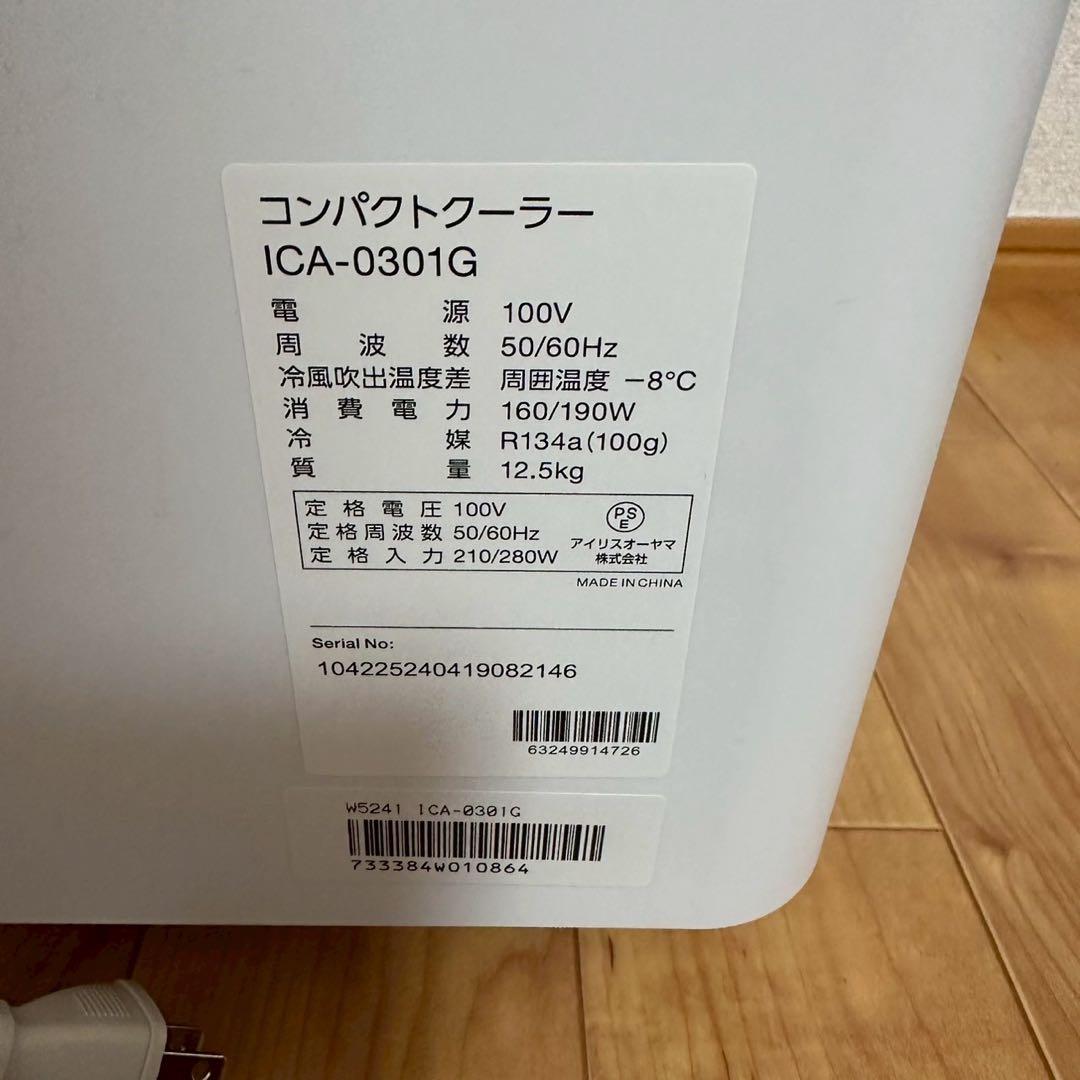 コンパクトクーラー
ICA-0301G
電源 100V
周波数 50/60Hz
冷風吹出温度差 周囲温度 −8°C
消費電力 160/190W
冷媒 R134a(100g)
質量 12.5kg
定格電圧 100V
定格周波数 50/60Hz
定格入力 210/280W
PS
E
アイリスオーヤマ
株式会社
MADE IN CHINA
Serial No:
104225240419082146
63249914726
W5241 ICA-0301G
733384W010864